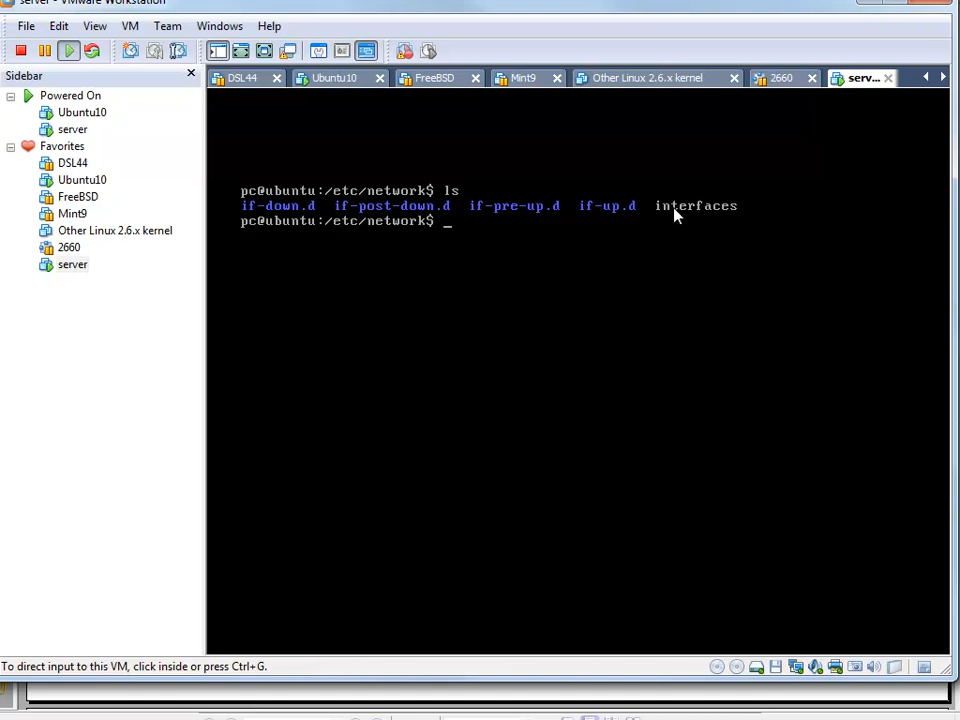 server - VMware Workstation
File Edit View VM Team Windows Help
Sidebar
Powered On
Ubuntu10
server
Favorites
DSL44
Ubuntu10
FreeBSD
Mint9
Other Linux 2.6.x kernel
2660
server
DSL44 Ubuntu10 FreeBSD Mint9 Other Linux 2.6.x kernel 2660 serv...
pc@ubuntu:/etc/network$ ls
if-down.d if-post-down.d if-pre-up.d if-up.d interfaces
pc@ubuntu:/etc/network$ _
To direct input to this VM, click inside or press Ctrl+G.